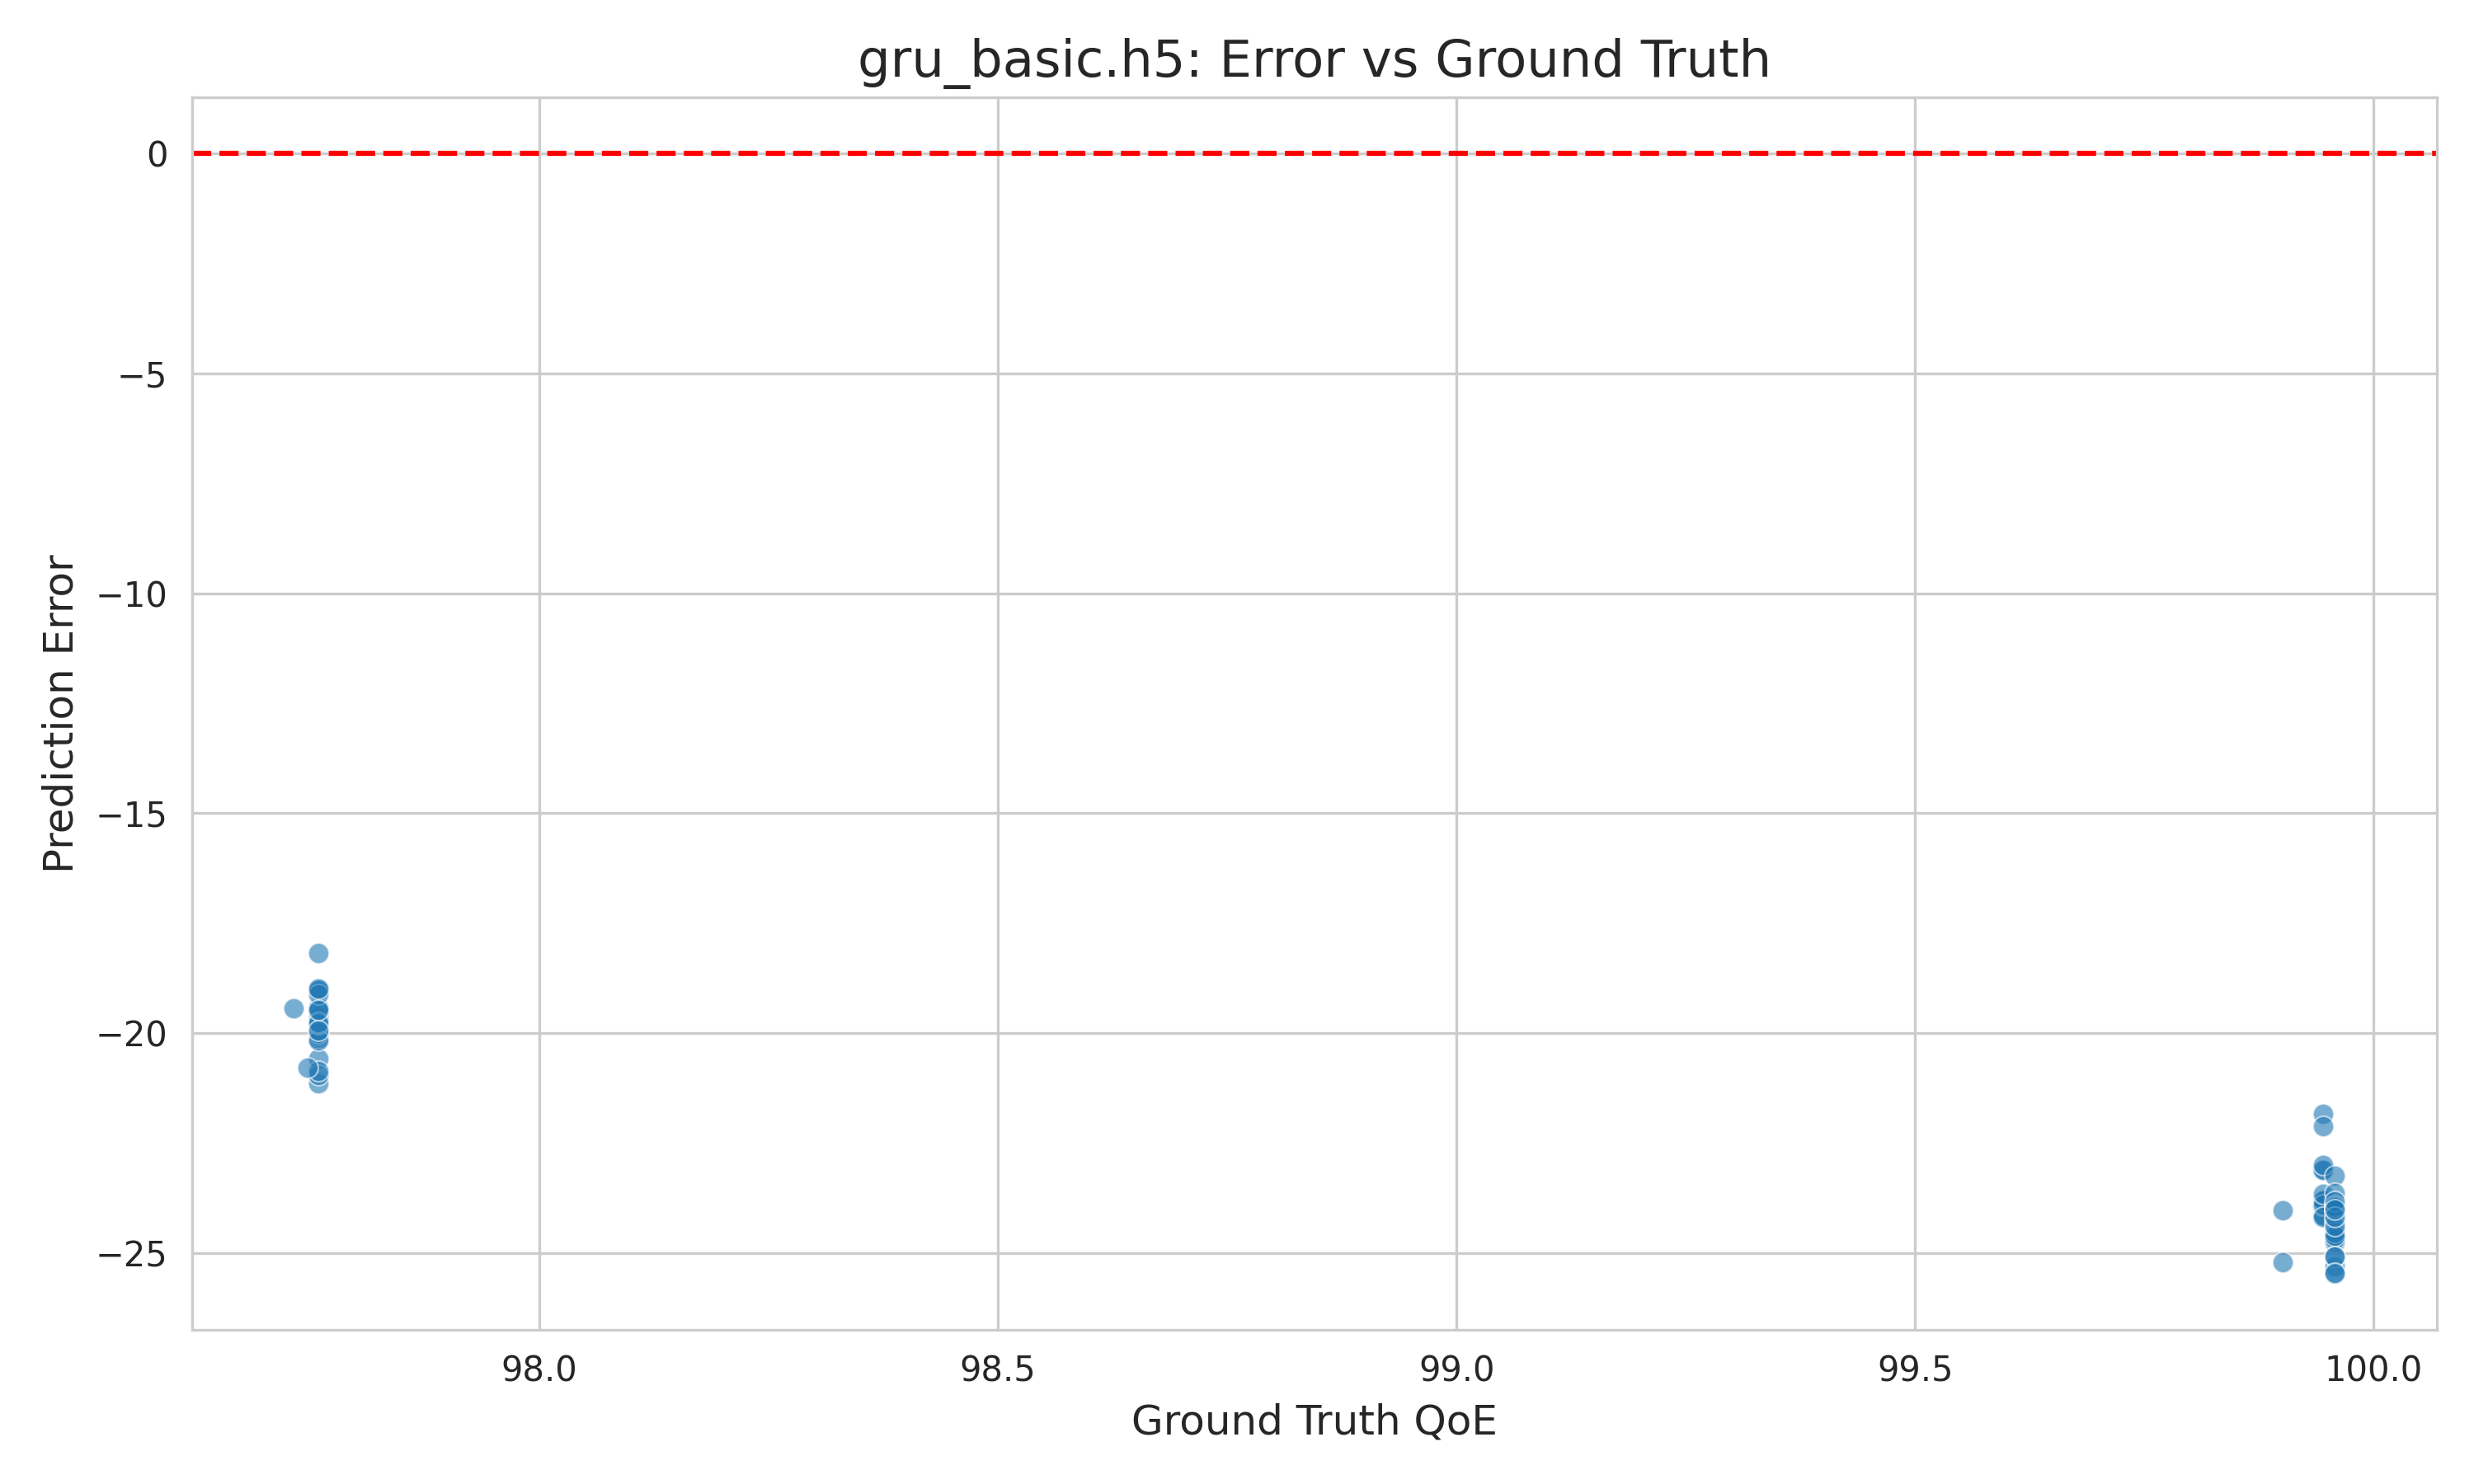 gru_basic.h5: Error vs Ground Truth
0
−5
−10
−15
−20
−25
Prediction Error
98.0 98.5 99.0 99.5 100.0
Ground Truth QoE